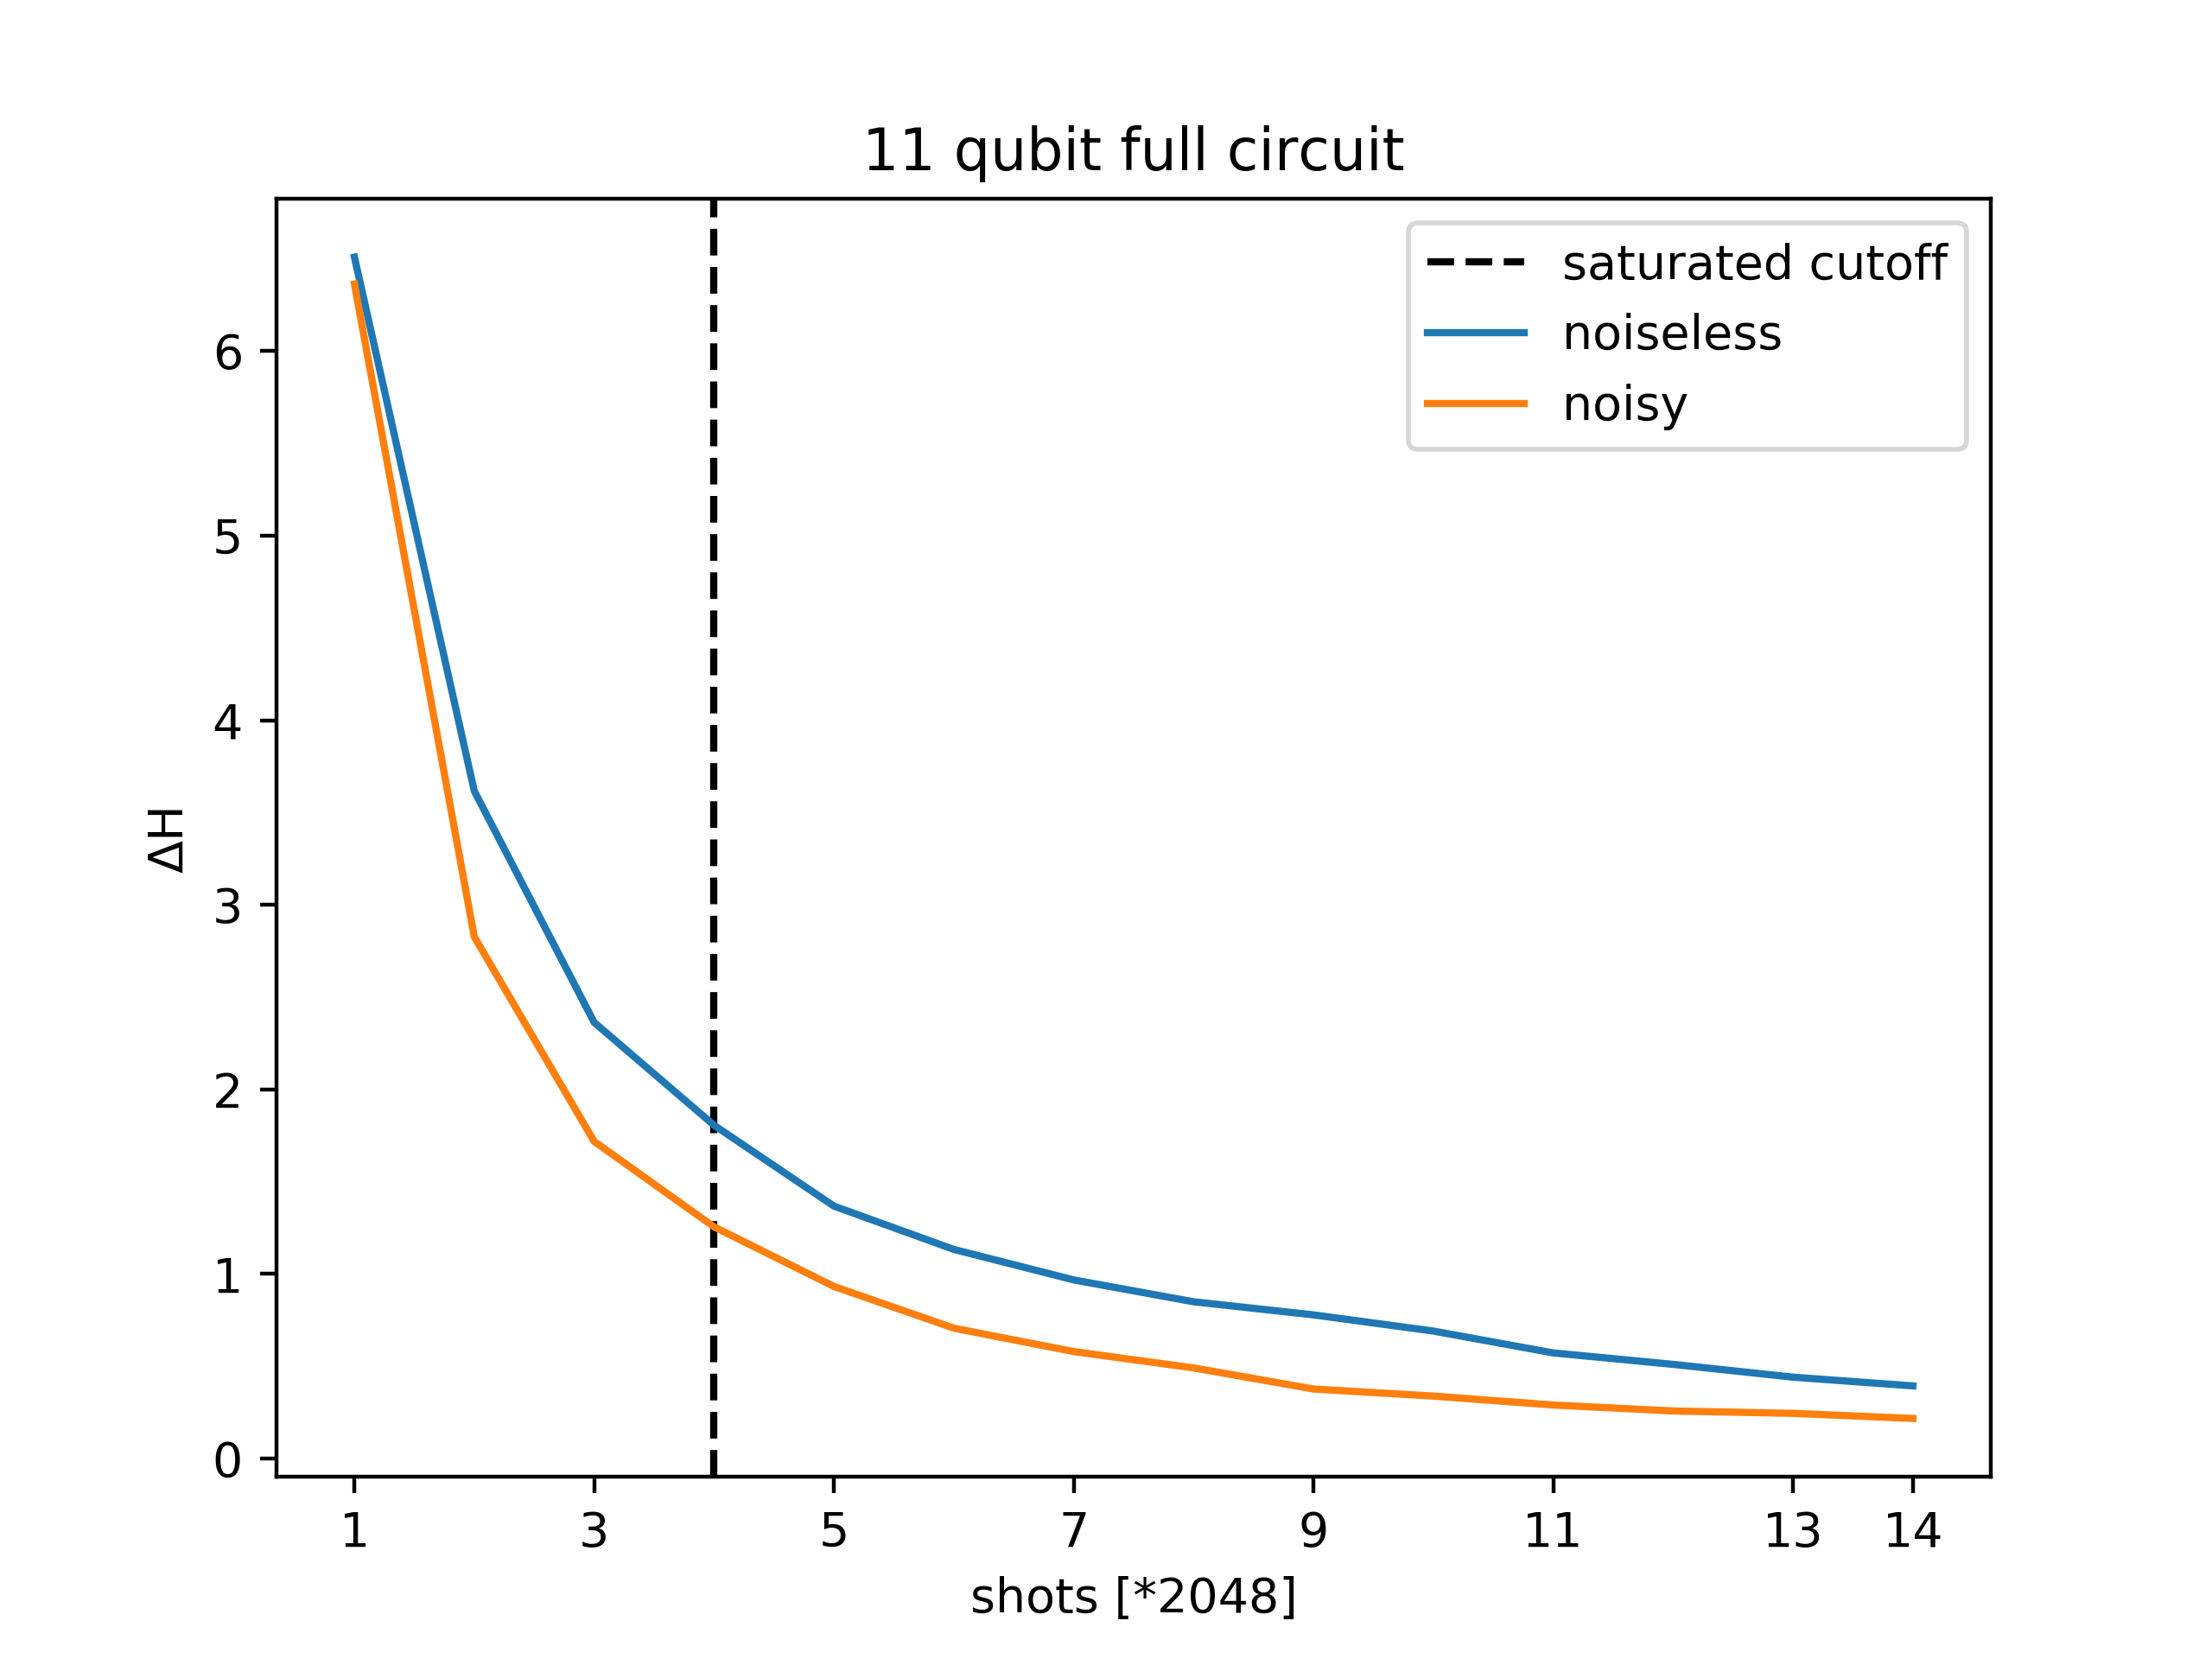 11 qubit full circuit
saturated cutoff
noiseless
noisy
ΔH
6
5
4
3
2
1
0
1 3 5 7 9 11 13 14
shots [*2048]